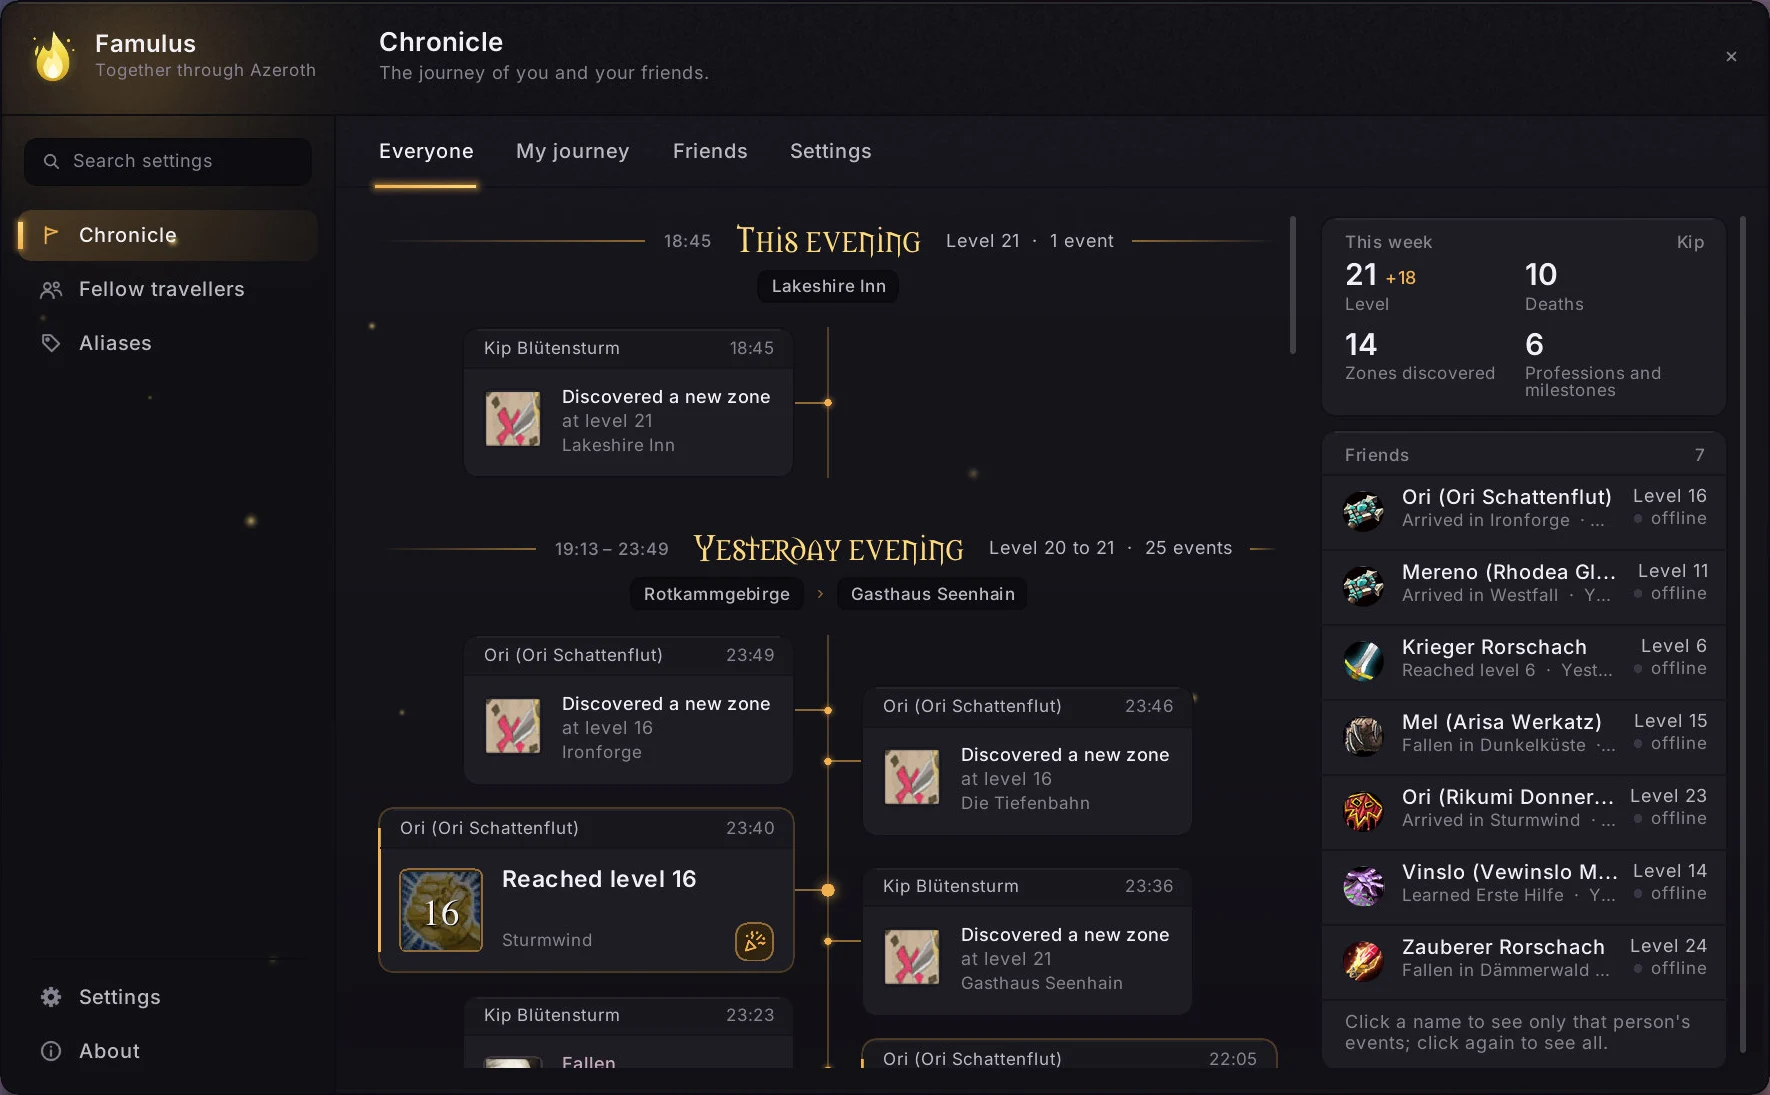 Famulus
Together through Azeroth
Chronicle
The journey of you and your friends.
Search settings
Chronicle
Fellow travellers
Aliases
Settings
About
Everyone
My journey
Friends
Settings
18:45 This evening Level 21 · 1 event
Lakeshire Inn
Kip Blütensturm 18:45
Discovered a new zone
at level 21
Lakeshire Inn
19:13 – 23:49 Yesterday evening Level 20 to 21 · 25 events
Rotkammgebirge › Gasthaus Seenhain
Ori (Ori Schattenflut) 23:49
Discovered a new zone
at level 16
Ironforge
Ori (Ori Schattenflut) 23:46
Discovered a new zone
at level 16
Die Tiefenbahn
Ori (Ori Schattenflut) 23:40
16
Reached level 16
Sturmwind
Kip Blütensturm 23:36
Discovered a new zone
at level 21
Gasthaus Seenhain
Kip Blütensturm 23:23
Fallen
Ori (Ori Schattenflut) 22:05
This week Kip
21 +18
Level
10
Deaths
14
Zones discovered
6
Professions and
milestones
Friends 7
Ori (Ori Schattenflut) Level 16
Arrived in Ironforge · ... offline
Mereno (Rhodea Gl... Level 11
Arrived in Westfall · Y... offline
Krieger Rorschach Level 6
Reached level 6 · Yest... offline
Mel (Arisa Werkatz) Level 15
Fallen in Dunkelküste ·... offline
Ori (Rikumi Donner... Level 23
Arrived in Sturmwind · ... offline
Vinslo (Vewinslo M... Level 14
Learned Erste Hilfe · Y... offline
Zauberer Rorschach Level 24
Fallen in Dämmerwald ... offline
Click a name to see only that person's
events; click again to see all.